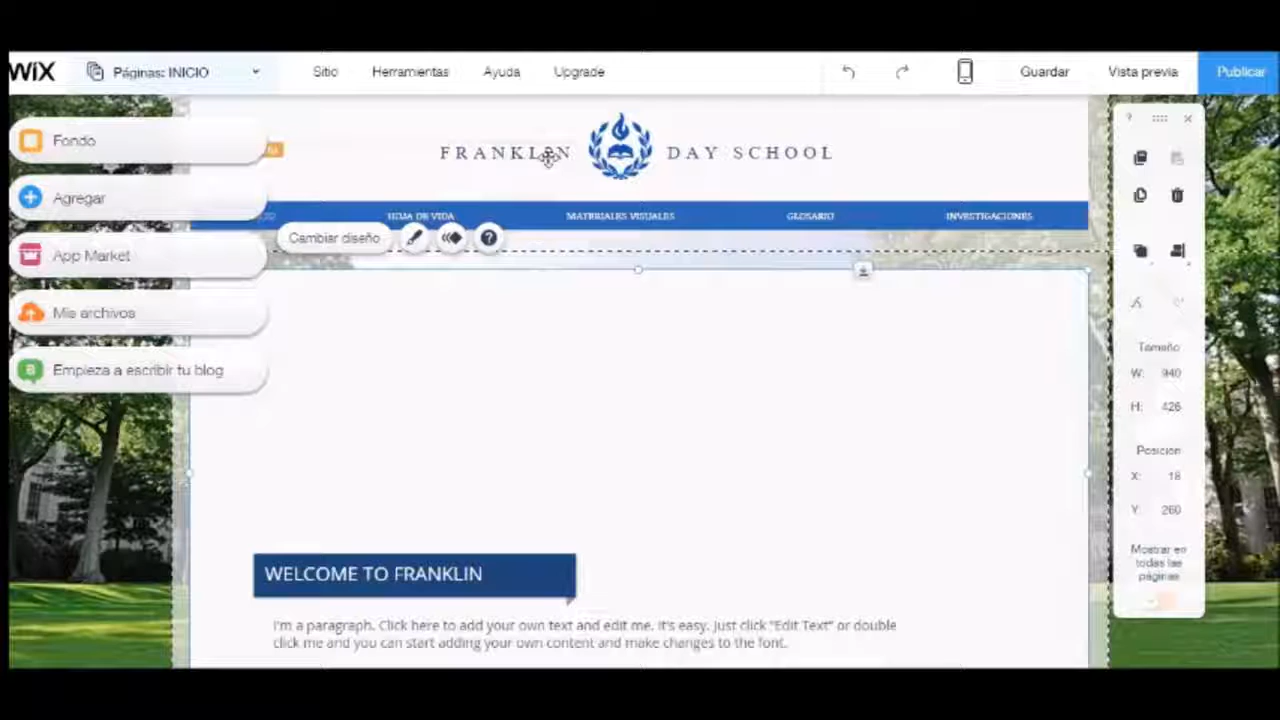 WiX Páginas: INICIO Sitio Herramientas Ayuda Upgrade Guardar Vista previa Publicar
Fondo
Agregar
App Market
Mis archivos
Empieza a escribir tu blog
FRANKLIN DAY SCHOOL
HOJA DE VIDA MATERIALES VISUALES GLOSARIO INVESTIGACIONES
Cambiar diseño ?
WELCOME TO FRANKLIN
I'm a paragraph. Click here to add your own text and edit me. It's easy. Just click "Edit Text" or double
click me and you can start adding your own content and make changes to the font.
? ×
Tamaño
W: 940
H: 426
Posición
X: 18
Y: 260
Mostrar en
todas las
páginas